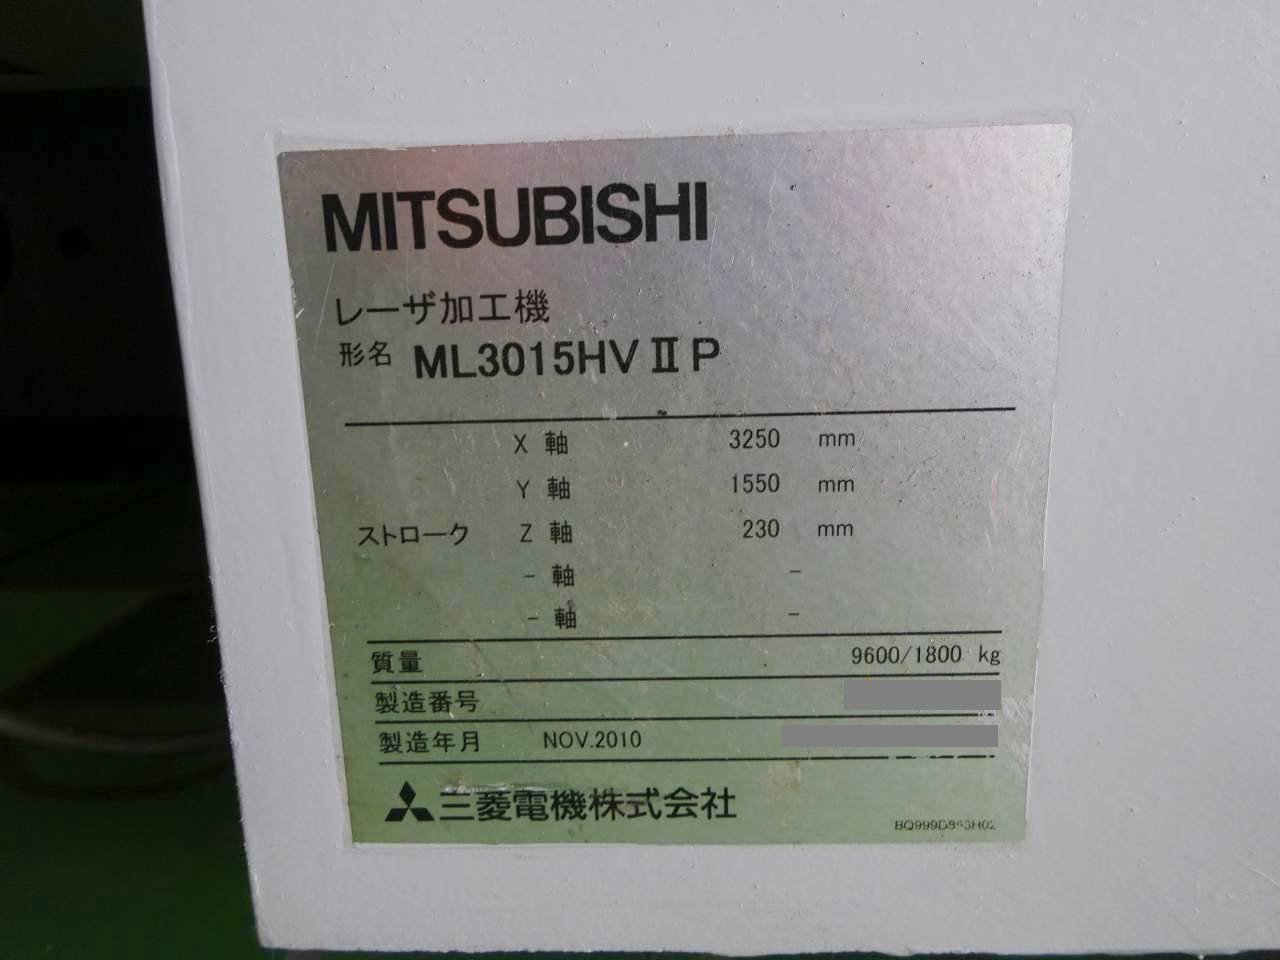 MITSUBISHI
レーザ加工機
形名 ML3015HVⅡP
X 軸 3250 mm
Y 軸 1550 mm
ストローク Z 軸 230 mm
- 軸 -
- 軸 -
質量 9600/1800 kg
製造番号
製造年月 NOV.2010
三菱電機株式会社